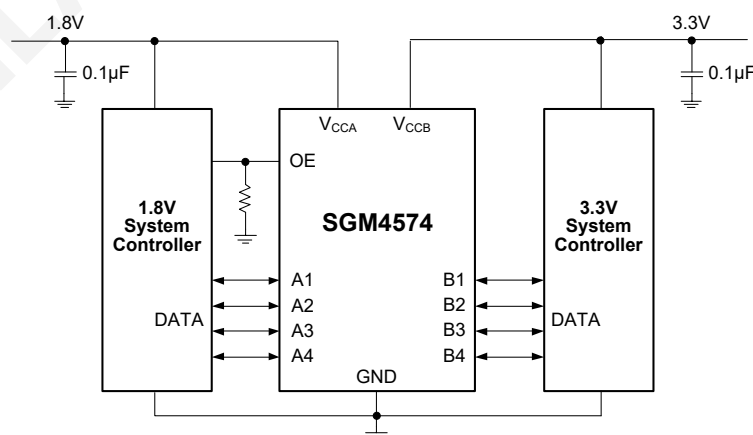 1.8V
3.3V
0.1µF
0.1µF
VCCA
VCCB
OE
1.8V
System
Controller
SGM4574
3.3V
System
Controller
A1
A2
A3
A4
DATA
B1
B2
B3
B4
DATA
GND